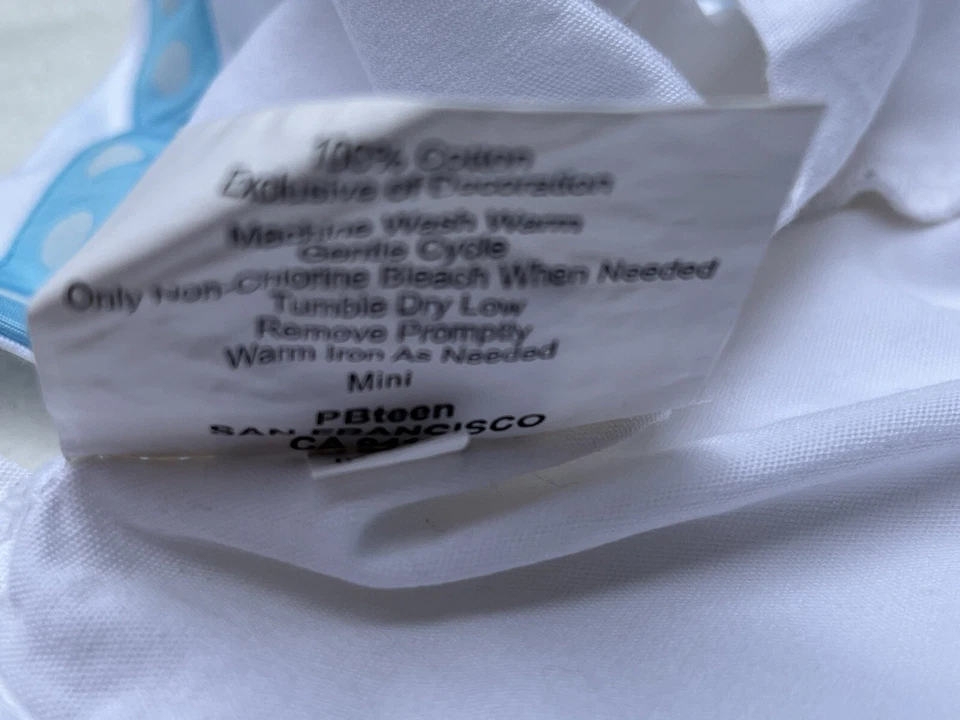 100% Cotton
Exclusive of Decoration
Machine Wash Warm
Gentle Cycle
Only Non-Chlorine Bleach When Needed
Tumble Dry Low
Remove Promptly
Warm Iron As Needed
Mini
PBteen
SAN FRANCISCO
CA